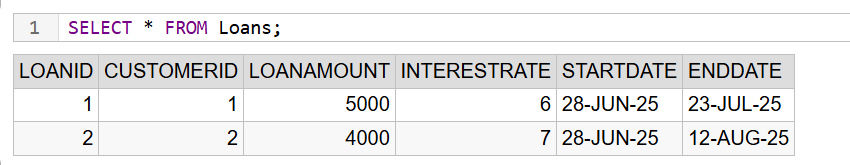 1 SELECT * FROM Loans;
LOANID CUSTOMERID LOANAMOUNT INTERESTRATE STARTDATE ENDDATE
1 1 5000 6 28-JUN-25 23-JUL-25
2 2 4000 7 28-JUN-25 12-AUG-25